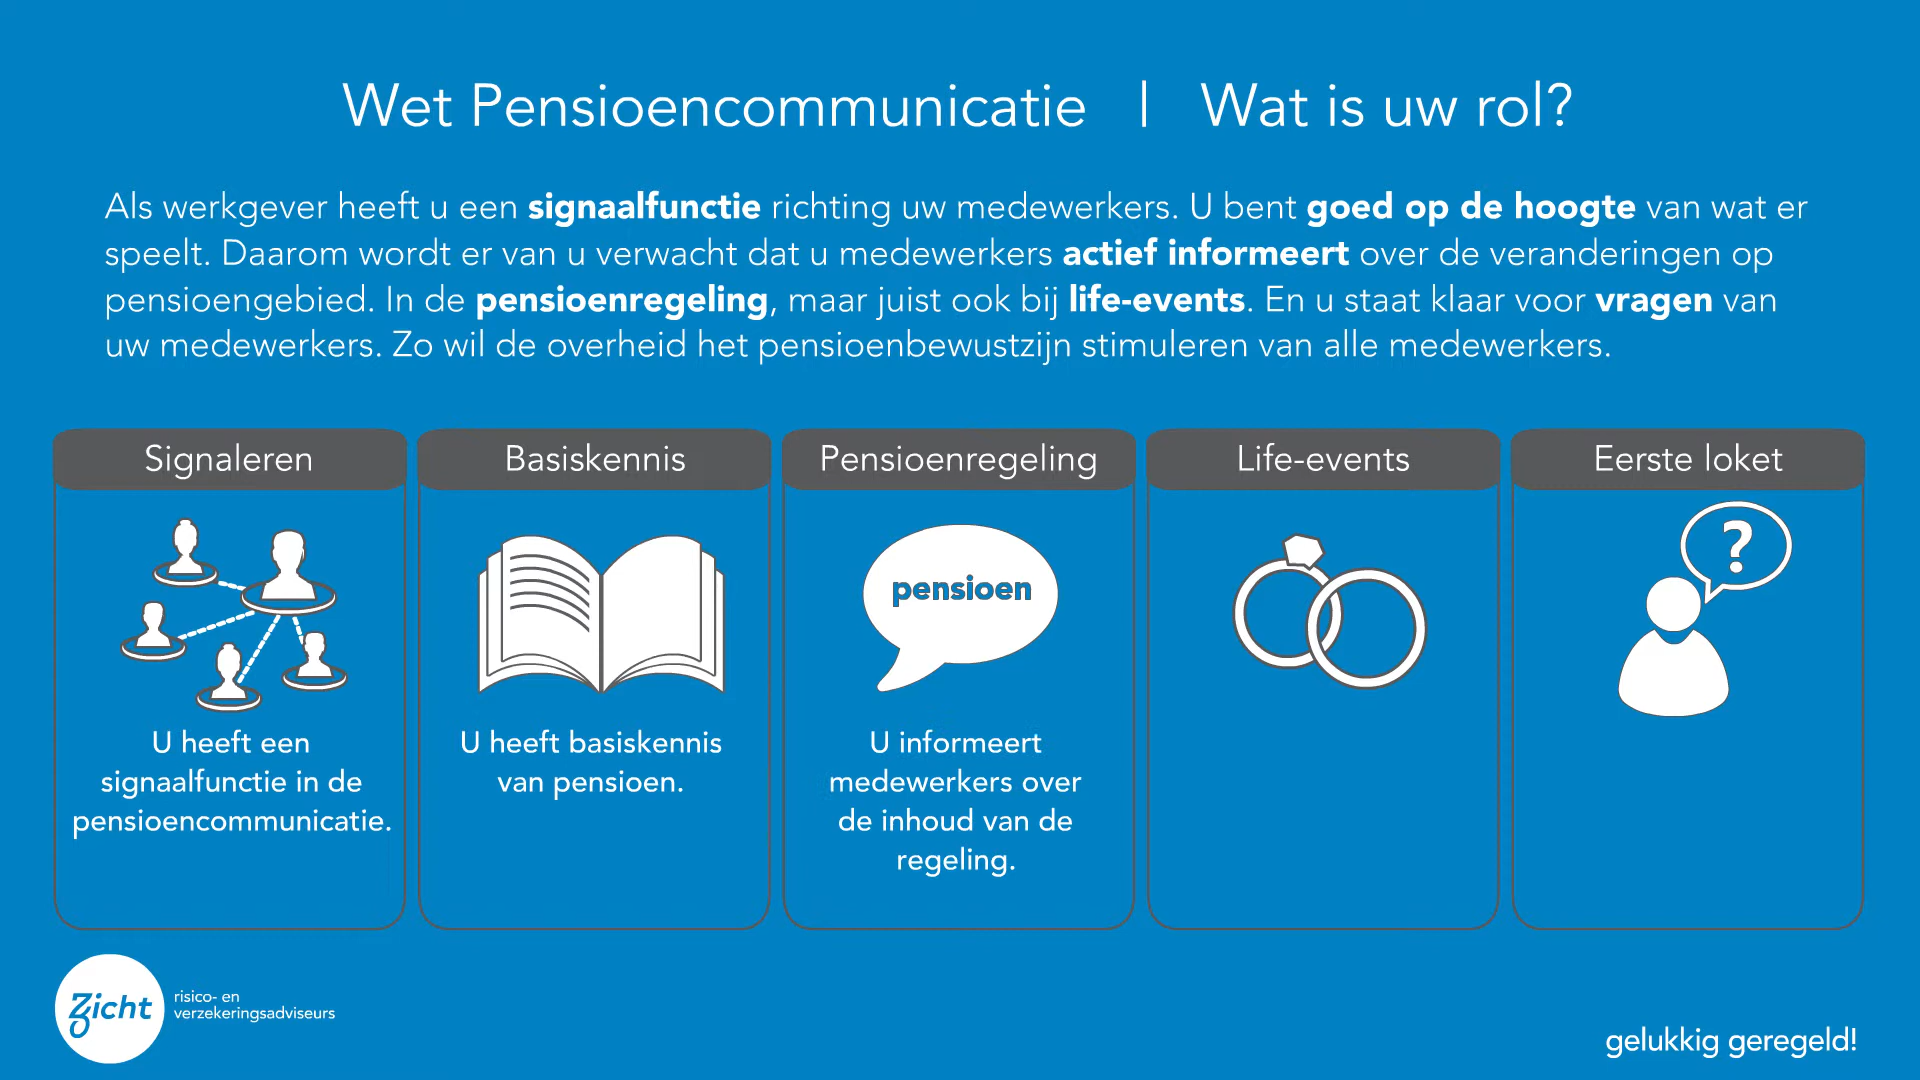 Wet Pensioencommunicatie | Wat is uw rol?
Als werkgever heeft u een signaalfunctie richting uw medewerkers. U bent goed op de hoogte van wat er
speelt. Daarom wordt er van u verwacht dat u medewerkers actief informeert over de veranderingen op
pensioengebied. In de pensioenregeling, maar juist ook bij life-events. En u staat klaar voor vragen van
uw medewerkers. Zo wil de overheid het pensioenbewustzijn stimuleren van alle medewerkers.
Signaleren
U heeft een
signaalfunctie in de
pensioencommunicatie.
Basiskennis
U heeft basiskennis
van pensioen.
Pensioenregeling
pensioen
U informeert
medewerkers over
de inhoud van de
regeling.
Life-events
Eerste loket
?
Zicht
risico- en
verzekeringsadviseurs
gelukkig geregeld!